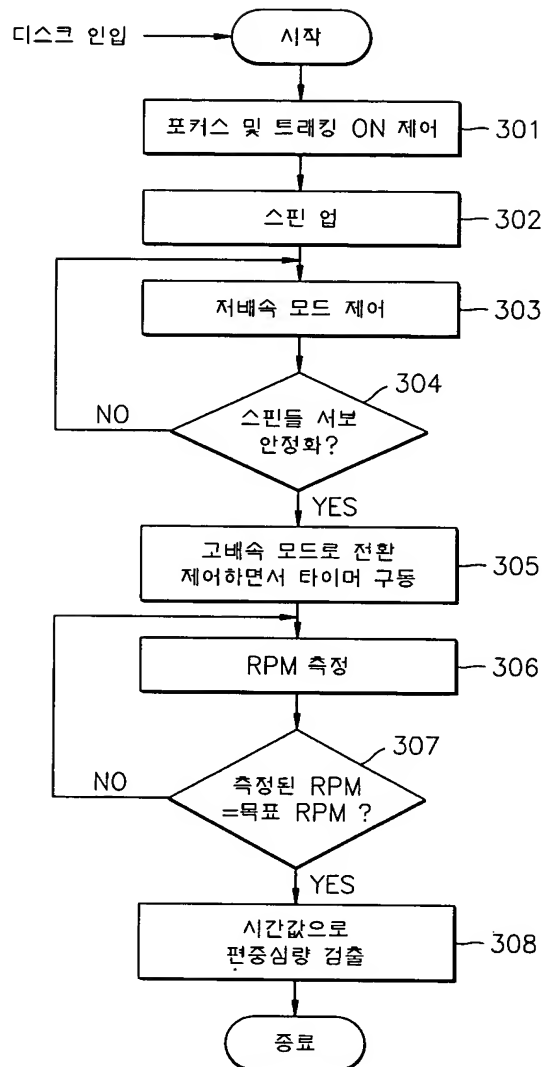 디스크 인입
시작
포커스 및 트래킹 ON 제어
301
스핀 업
302
저배속 모드 제어
303
304
스핀들 서보
안정화?
NO
YES
고배속 모드로 전환
제어하면서 타이머 구동
305
RPM 측정
306
307
측정된 RPM
=목표 RPM ?
NO
YES
시간값으로
편중심량 검출
308
종료